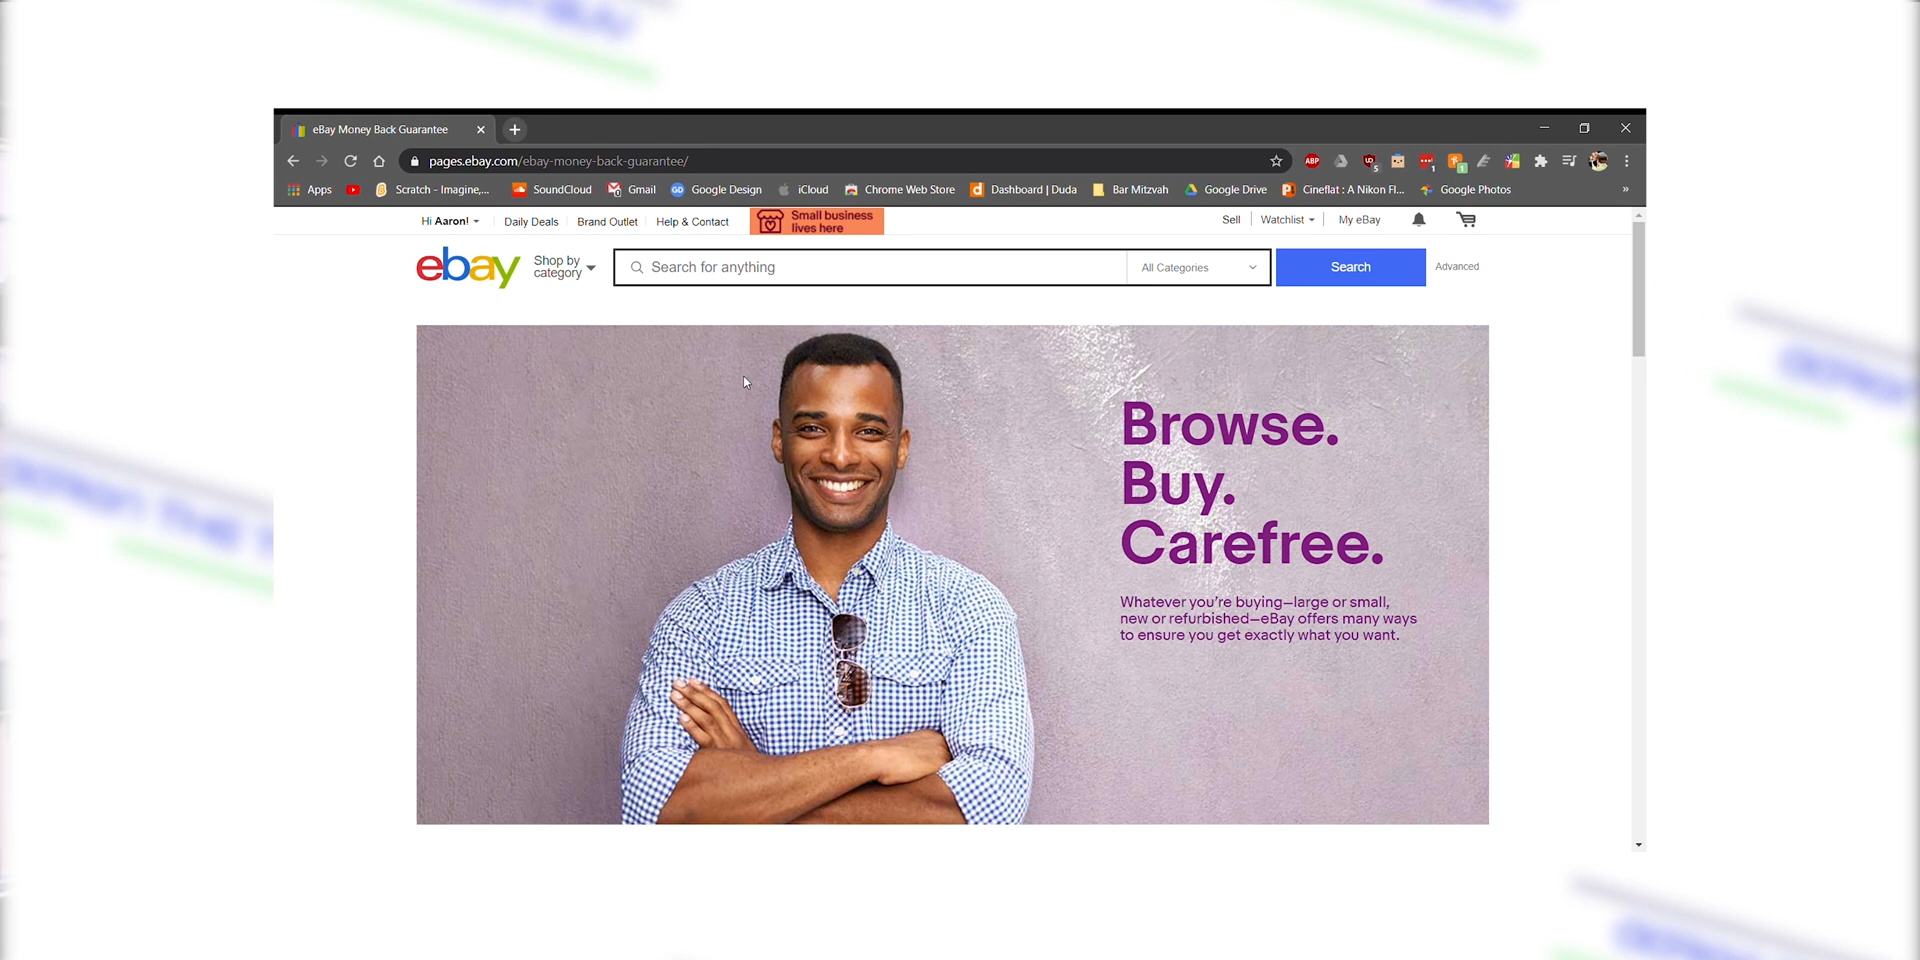 eBay Money Back Guarantee
pages.ebay.com/ebay-money-back-guarantee/
ABP
Apps
Scratch - Imagine,...
SoundCloud
Gmail
Google Design
iCloud
Chrome Web Store
Dashboard | Duda
Bar Mitzvah
Google Drive
Cineflat : A Nikon Fl...
Google Photos
»
Hi Aaron!
Daily Deals
Brand Outlet
Help & Contact
Small business
lives here
Sell
Watchlist
My eBay
ebay
Shop by
category
Search for anything
All Categories
Search
Advanced
Browse.
Buy.
Carefree.
Whatever you're buying—large or small,
new or refurbished—eBay offers many ways
to ensure you get exactly what you want.